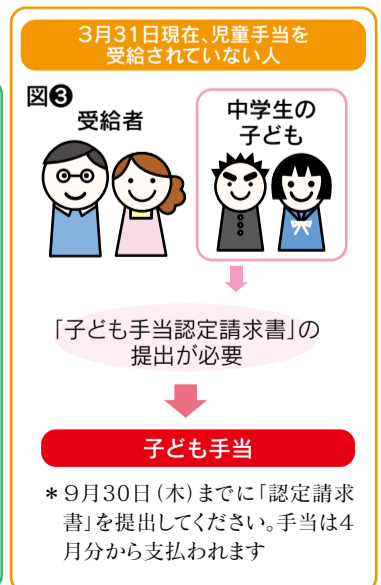 3月31日現在、児童手当を
受給されていない人
図❸
受給者
中学生の
子ども
「子ども手当認定請求書」の
提出が必要
子ども手当
＊9月30日（木）までに「認定請求
書」を提出してください。手当は4
月分から支払われます